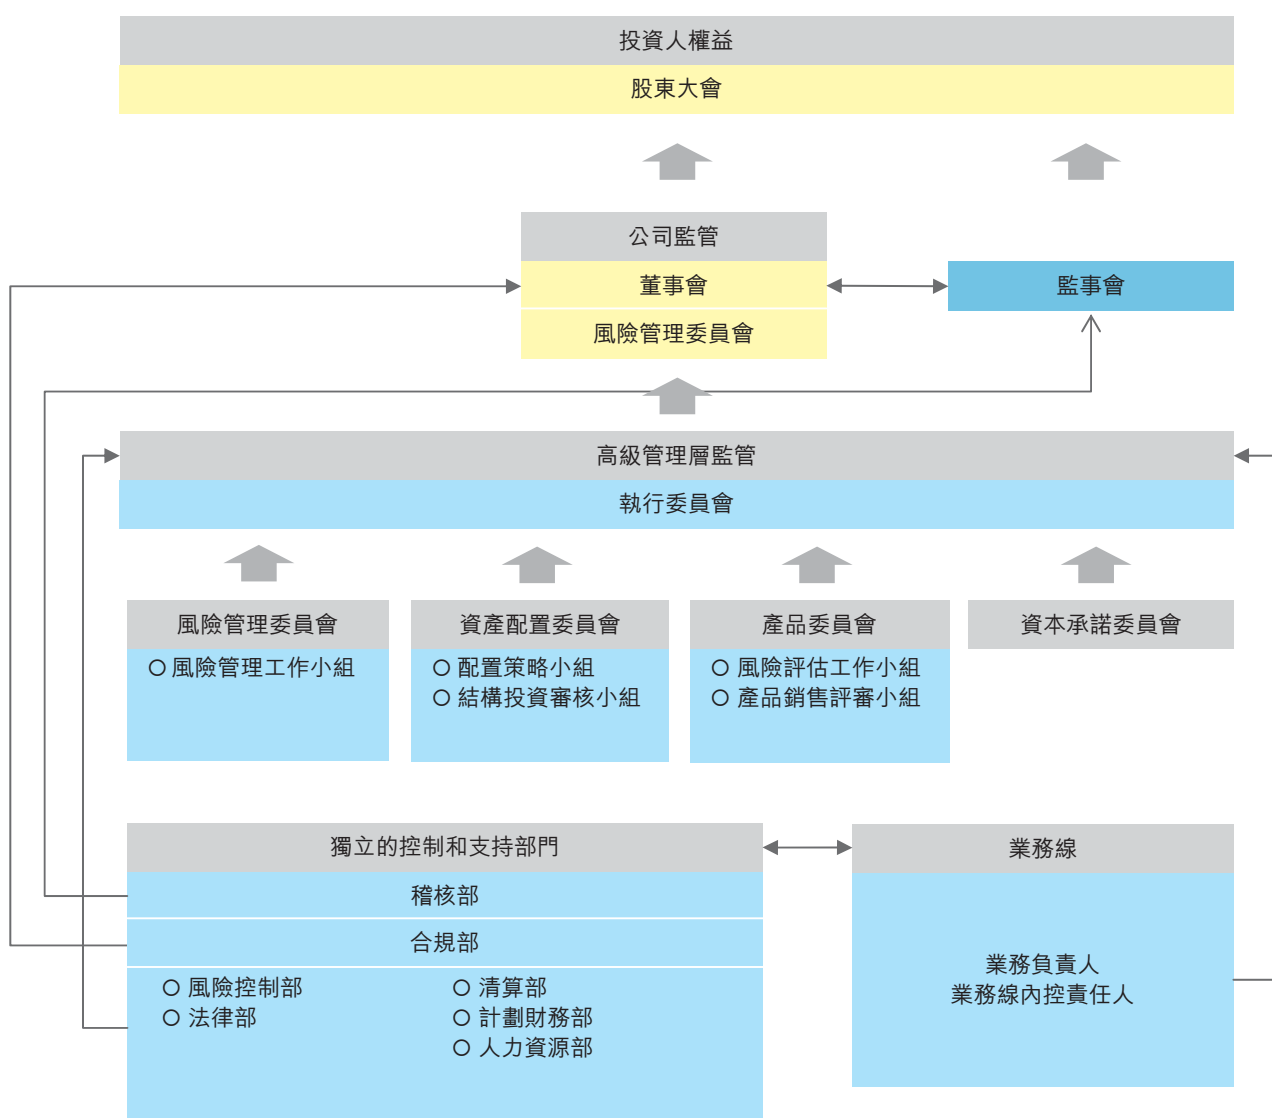 投資人權益
股東大會
公司監管
董事會
監事會
風險管理委員會
高級管理層監管
執行委員會
風險管理委員會
○ 風險管理工作小組
資產配置委員會
○ 配置策略小組
○ 結構投資審核小組
產品委員會
○ 風險評估工作小組
○ 產品銷售評審小組
資本承諾委員會
獨立的控制和支持部門
稽核部
合規部
○ 風險控制部
○ 法律部
○ 清算部
○ 計劃財務部
○ 人力資源部
業務線
業務負責人
業務線內控責任人